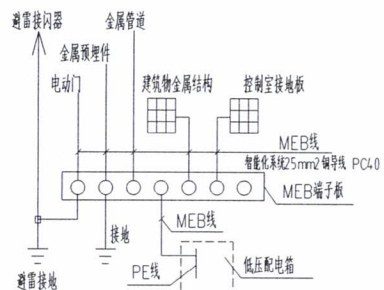 避雷接闪器
金属管道
金属预埋件
电动门
建筑物金属结构
控制室接地板
MEB线
智能化系统25mm2铜导线 PC40
MEB端子板
接地
MEB线
低压配电箱
PE线
避雷接地